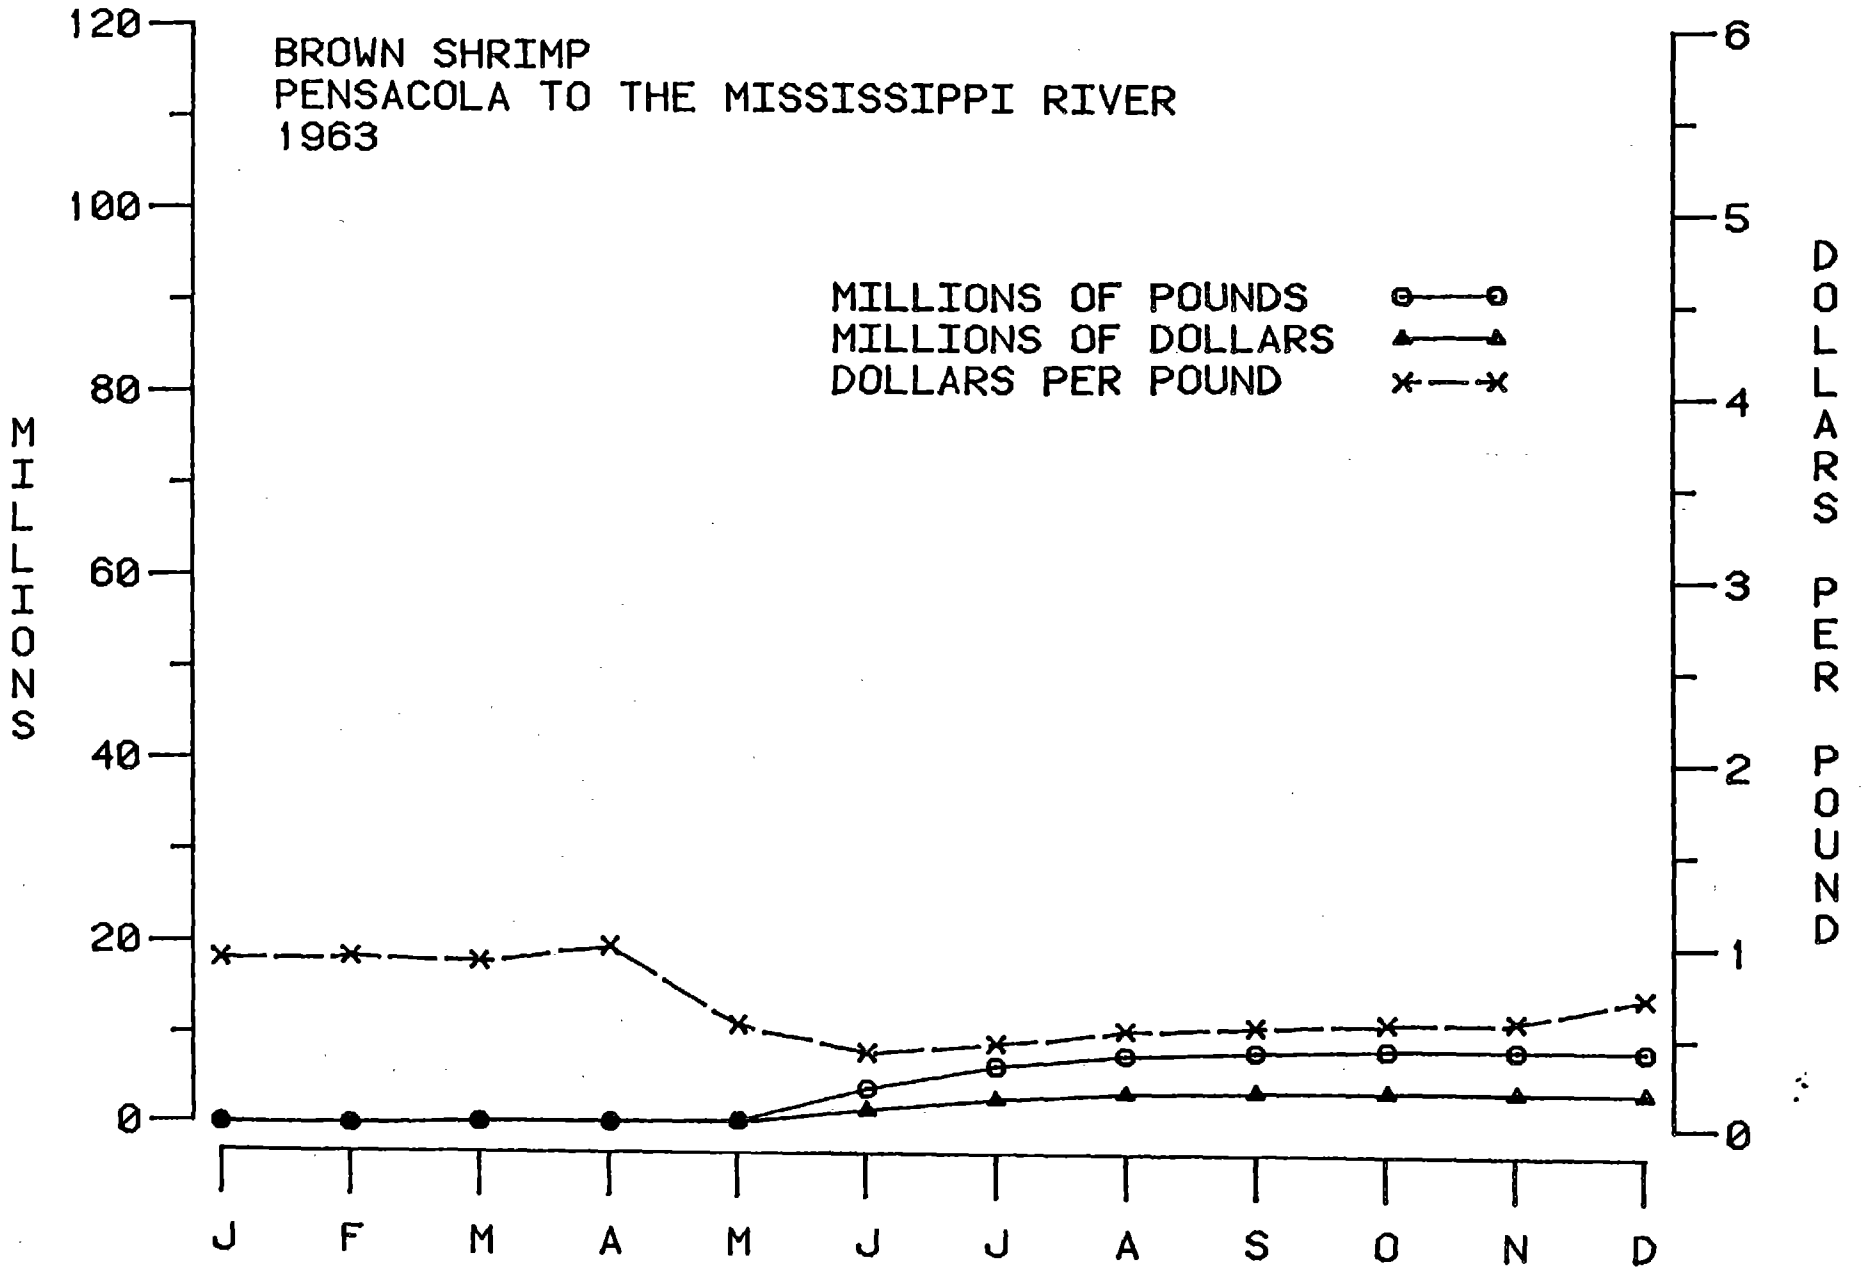 BROWN SHRIMP
PENSACOLA TO THE MISSISSIPPI RIVER
1963
MILLIONS OF POUNDS
MILLIONS OF DOLLARS
DOLLARS PER POUND
MILLIONS
120
100
80
60
40
20
0
6
5
4
3
2
1
0
DOLLARS PER POUND
J F M A M J J A S O N D